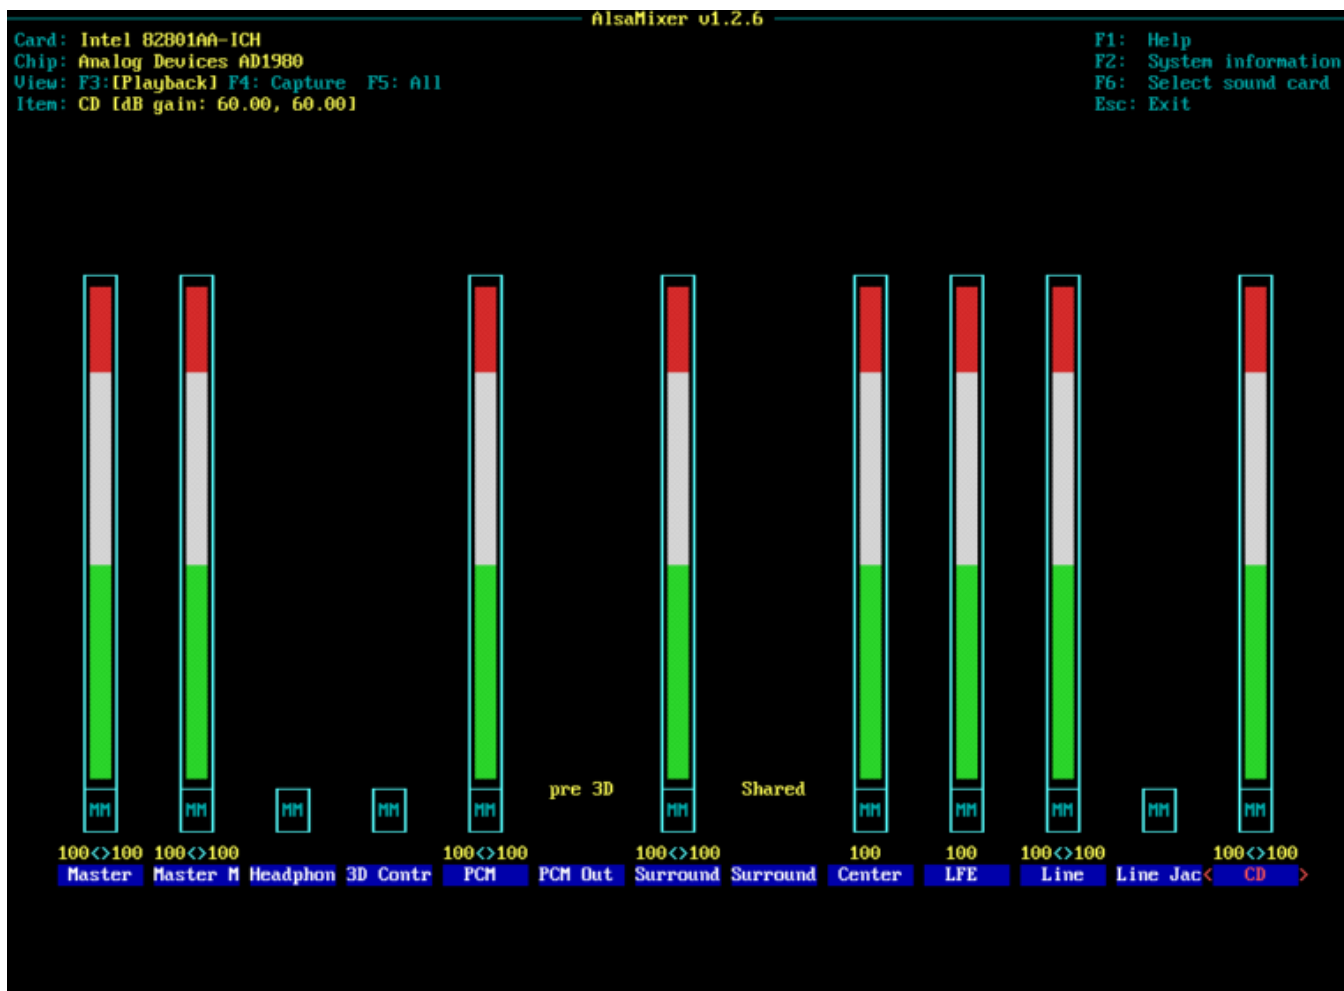 AlsaMixer v1.2.6
Card: Intel 82801AA-ICH
Chip: Analog Devices AD1980
View: F3:[Playback] F4: Capture F5: All
Item: CD [dB gain: 60.00, 60.00]
F1: Help
F2: System information
F6: Select sound card
Esc: Exit
pre 3D Shared
MM MM MM MM MM MM MM MM MM MM MM
100<>100 100<>100 100<>100 100<>100 100 100 100<>100 100<>100
Master Master M Headphon 3D Contr PCM PCM Out Surround Surround Center LFE Line Line Jac< CD >